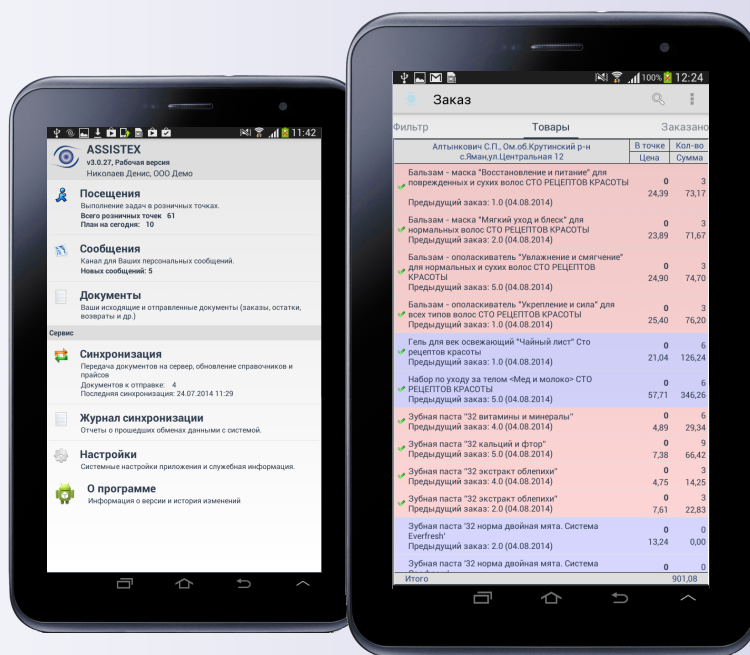 11:42
ASSISTEX
v3.0.27, Рабочая версия
Николаев Денис, ООО Демо
Посещения
Выполнение задач в розничных точках.
Всего розничных точек 61
План на сегодня: 10
Сообщения
Канал для Ваших персональных сообщений.
Новых сообщений: 5
Документы
Ваши исходящие и отправленные документы (заказы, остатки,
возвраты и др.)
Сервис
Синхронизация
Передача документов на сервер, обновление справочников и
прайсов
Документы к отправке: 4
Последняя синхронизация: 24.07.2014 11:29
Журнал синхронизации
Отчеты о прошедших обменах данными с системой.
Настройки
Системные настройки приложения и служебная информация.
О программе
Информация о версии и история изменений
100% 12:24
Заказ
Фильтр Товары Заказано
Алтынкович С.П., Ом.об.Крутинский р-н В точке Кол-во
с.Яман,ул.Центральная 12 Цена Сумма
Бальзам - маска "Восстановление и питание" для
поврежденных и сухих волос СТО РЕЦЕПТОВ КРАСОТЫ 0 3
24,39 73,17
Предыдущий заказ: 1.0 (04.08.2014)
Бальзам - маска "Мягкий уход и блеск" для
нормальных волос СТО РЕЦЕПТОВ КРАСОТЫ 0 3
Предыдущий заказ: 2.0 (04.08.2014) 23,89 71,67
Бальзам - ополаскиватель "Увлажнение и смягчение"
для нормальных и сухих волос СТО РЕЦЕПТОВ 0 3
КРАСОТЫ 24,90 74,70
Предыдущий заказ: 5.0 (04.08.2014)
Бальзам - ополаскиватель "Укрепление и сила" для
всех типов волос СТО РЕЦЕПТОВ КРАСОТЫ 0 3
Предыдущий заказ: 1.0 (04.08.2014) 25,40 76,20
Гель для век освежающий "Чайный лист" Сто
рецептов красоты 0 6
Предыдущий заказ: 1.0 (04.08.2014) 21,04 126,24
Набор по уходу за телом <Мед и молоко> СТО
РЕЦЕПТОВ КРАСОТЫ 0 6
Предыдущий заказ: 5.0 (04.08.2014) 57,71 346,26
Зубная паста "32 витамины и минералы" 0 6
Предыдущий заказ: 4.0 (04.08.2014) 4,89 29,34
Зубная паста "32 кальций и фтор" 0 9
Предыдущий заказ: 5.0 (04.08.2014) 7,38 66,42
Зубная паста "32 экстракт облепихи" 0 3
Предыдущий заказ: 4.0 (04.08.2014) 4,75 14,25
Зубная паста "32 экстракт облепихи" 0 3
Предыдущий заказ: 2.0 (04.08.2014) 7,61 22,83
Зубная паста '32 норма двойная мята. Система
Everfresh' 0 0
Предыдущий заказ: 2.0 (04.08.2014) 13,24 0,00
Зубная паста '32 норма двойная мята. Система
0 0
Итого 901,08